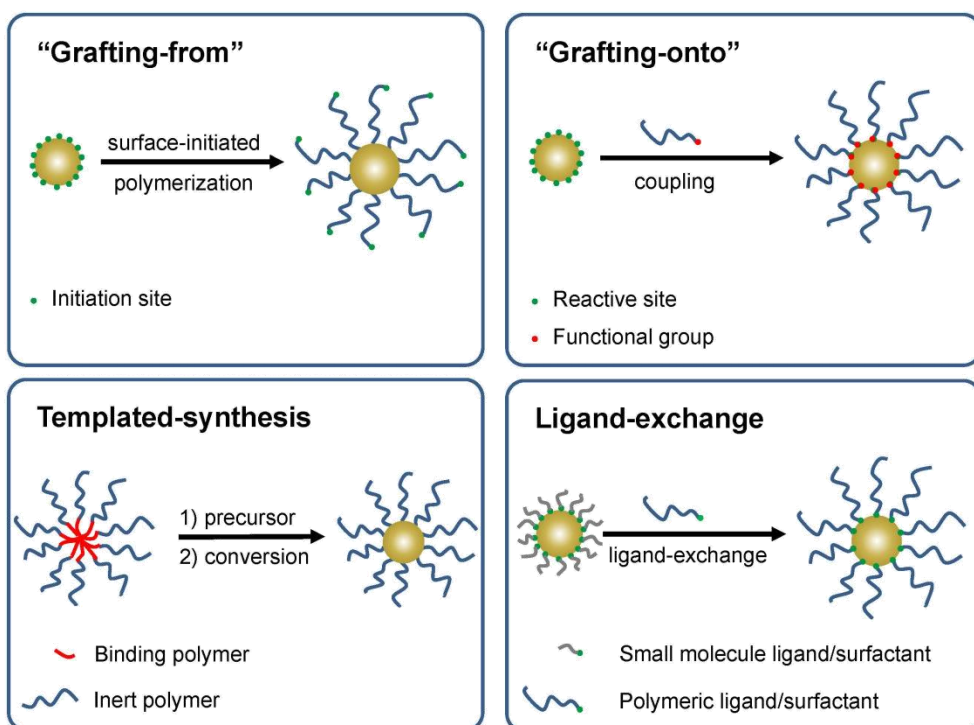 “Grafting-from”
surface-initiated
polymerization
Initiation site
“Grafting-onto”
coupling
Reactive site
Functional group
Templated-synthesis
1) precursor
2) conversion
Binding polymer
Inert polymer
Ligand-exchange
ligand-exchange
Small molecule ligand/surfactant
Polymeric ligand/surfactant